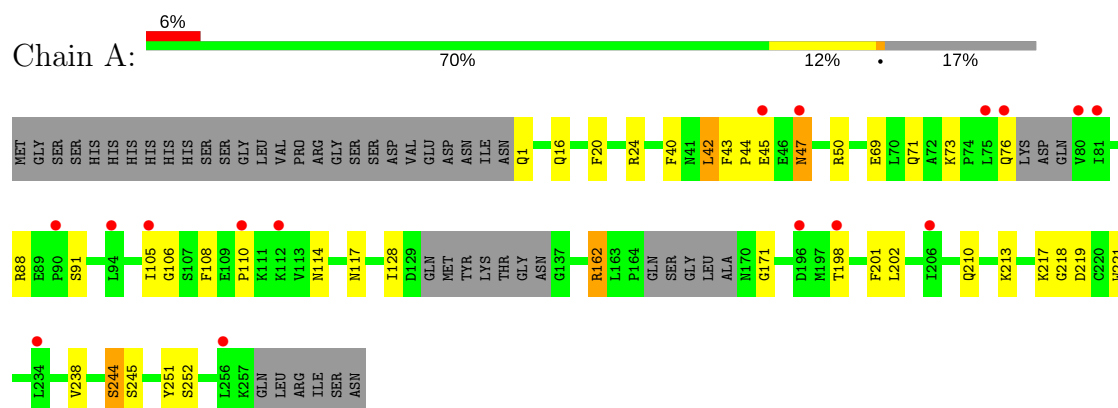 6%
Chain A:
70% 12% • 17%
MET GLY SER SER HIS HIS HIS HIS HIS HIS SER SER GLY LEU VAL PRO ARG GLY SER SER ASP VAL GLU ASP ASN ILE ASN Q1 Q16 F20 R24 F40 N41 L42 F43 P44 E45 E46 N47 R50 E69 L70 Q71 A72 K73 P74 L75 Q76 LYS ASP GLN V80 I81
R88 E89 P90 S91 L94 I105 G106 S107 F108 E109 P110 K111 K112 V113 N114 N117 I128 D129 GLN MET TYR LYS THR GLY ASN G137 R162 L163 P164 GLN SER GLY LEU ALA N170 G171 D196 M197 T198 F201 L202 I206 Q210 K213 K217 G218 D219 C220 W221
L234 V238 S244 S245 Y251 S252 L256 K257 GLN LEU ARG ILE SER ASN